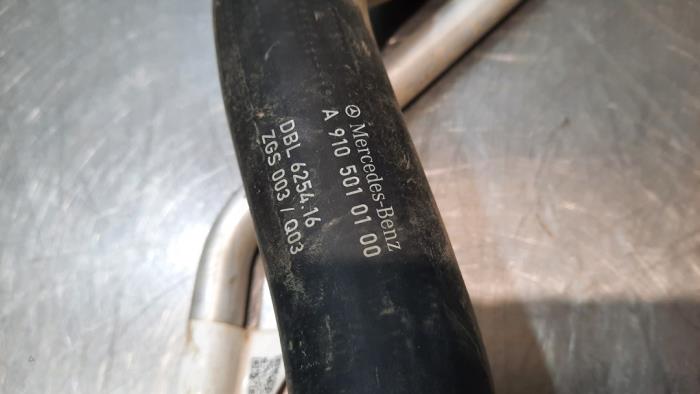 Mercedes-Benz
A 910 501 01 00
DBL 6254.16
ZGS 003 / Q03